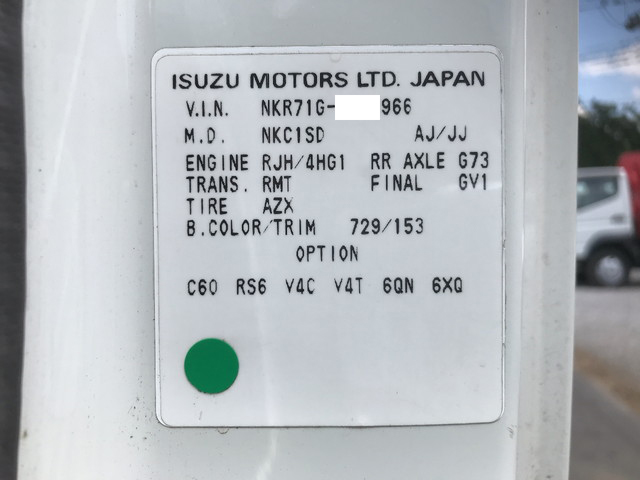 ISUZU MOTORS LTD. JAPAN
V.I.N. NKR71G- 966
M.D. NKC1SD AJ/JJ
ENGINE RJH/4HG1 RR AXLE G73
TRANS. RMT FINAL GV1
TIRE AZX
B.COLOR/TRIM 729/153
OPTION
C60 RS6 V4C V4T 6QN 6XQ